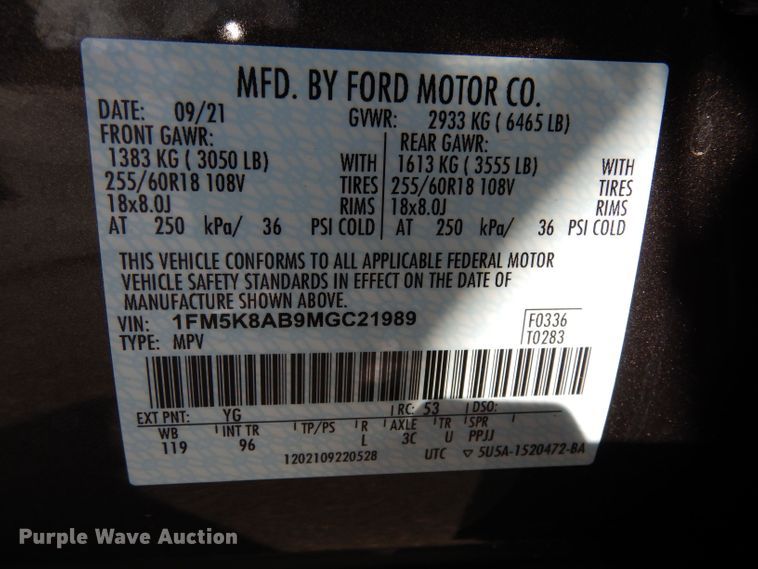 MFD. BY FORD MOTOR CO.
DATE: 09/21 GVWR: 2933 KG ( 6465 LB)
FRONT GAWR: REAR GAWR:
1383 KG ( 3050 LB) WITH 1613 KG ( 3555 LB) WITH
255/60R18 108V TIRES 255/60R18 108V TIRES
18x8.0J RIMS 18x8.0J RIMS
AT 250 kPa/ 36 PSI COLD AT 250 kPa/ 36 PSI COLD
THIS VEHICLE CONFORMS TO ALL APPLICABLE FEDERAL MOTOR
VEHICLE SAFETY STANDARDS IN EFFECT ON THE DATE OF
MANUFACTURE SHOWN ABOVE.
VIN: 1FM5K8AB9MGC21989 F0336
TYPE: MPV T0283
EXT PNT: YG RC: 53 DSO:
WB INT TR TP/PS R AXLE TR SPR
119 96 L 3C U PPJJ
1202109220528 UTC ▽ 5U5A-1520472-BA
Purple Wave Auction